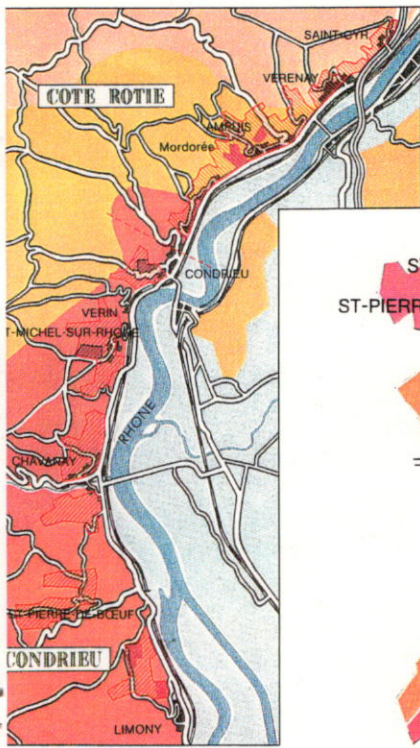 SAINT-CYR
VERENAY
COTE ROTIE
AMPUIS
Mordorée
CONDRIEU
ST-PIERR
VERIN
T-MICHEL-SUR-RHONE
RHONE
CHAVANAY
ST-PIERRE-DE-BŒUF
CONDRIEU
LIMONY